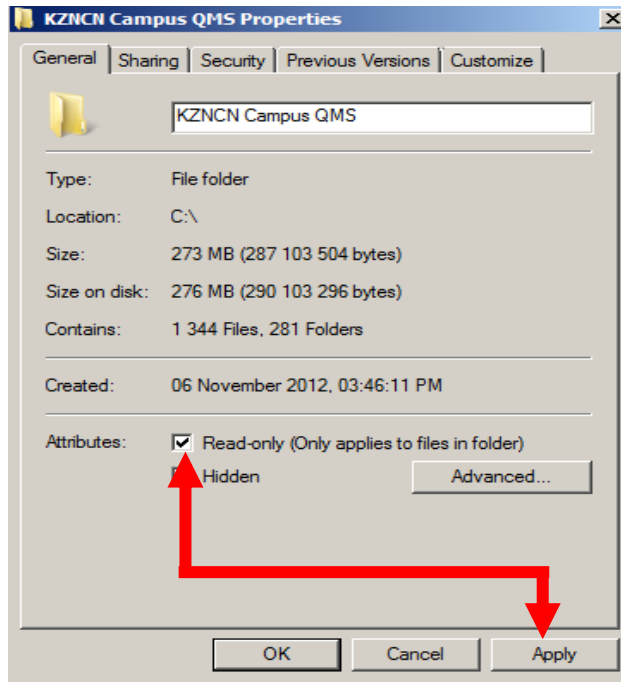 KZNCN Campus QMS Properties
General Sharing Security Previous Versions Customize
KZNCN Campus QMS
Type: File folder
Location: C:\
Size: 273 MB (287 103 504 bytes)
Size on disk: 276 MB (290 103 296 bytes)
Contains: 1 344 Files, 281 Folders
Created: 06 November 2012, 03:46:11 PM
Attributes: Read-only (Only applies to files in folder)
Hidden Advanced...
OK Cancel Apply